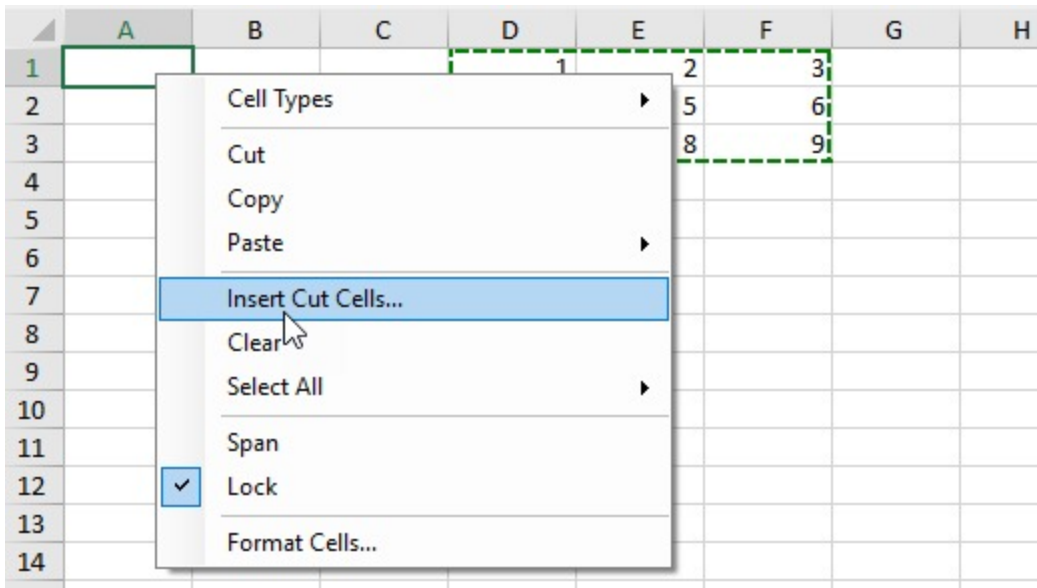 A B C D E F G H
1 1 2 3
2 Cell Types 5 6
3 Cut 8 9
4 Copy
5
6 Paste
7 Insert Cut Cells...
8 Clear
9 Select All
10
11 Span
12 Lock
13
14 Format Cells...